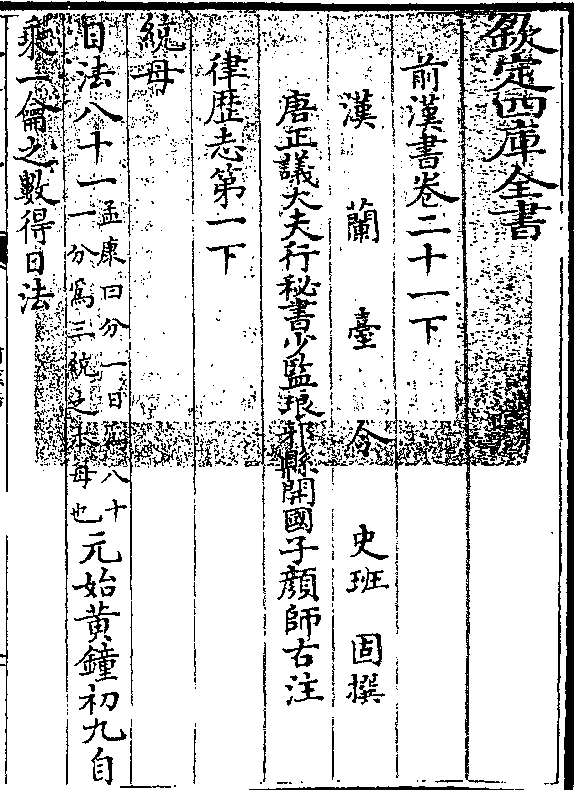 欽定四庫全書
前漢書卷二十一下
漢蘭臺令史班固撰
唐正議大夫行秘書少監琅邪縣開國子顔師古注
律歴志第一下
統母
日法八十一孟康曰分一日爲八十一分爲三統之本母也元始黄鐘初九自
乘一龠之數得日法